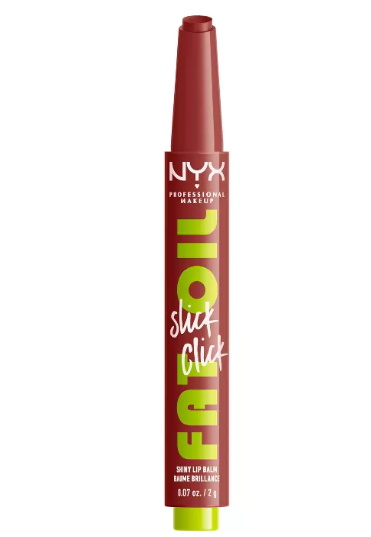 NYX
PROFESSIONAL
MAKEUP
FAT OIL
slick
click
SHINY LIP BALM
BAUME BRILLANCE
0.07 oz. / 2 g